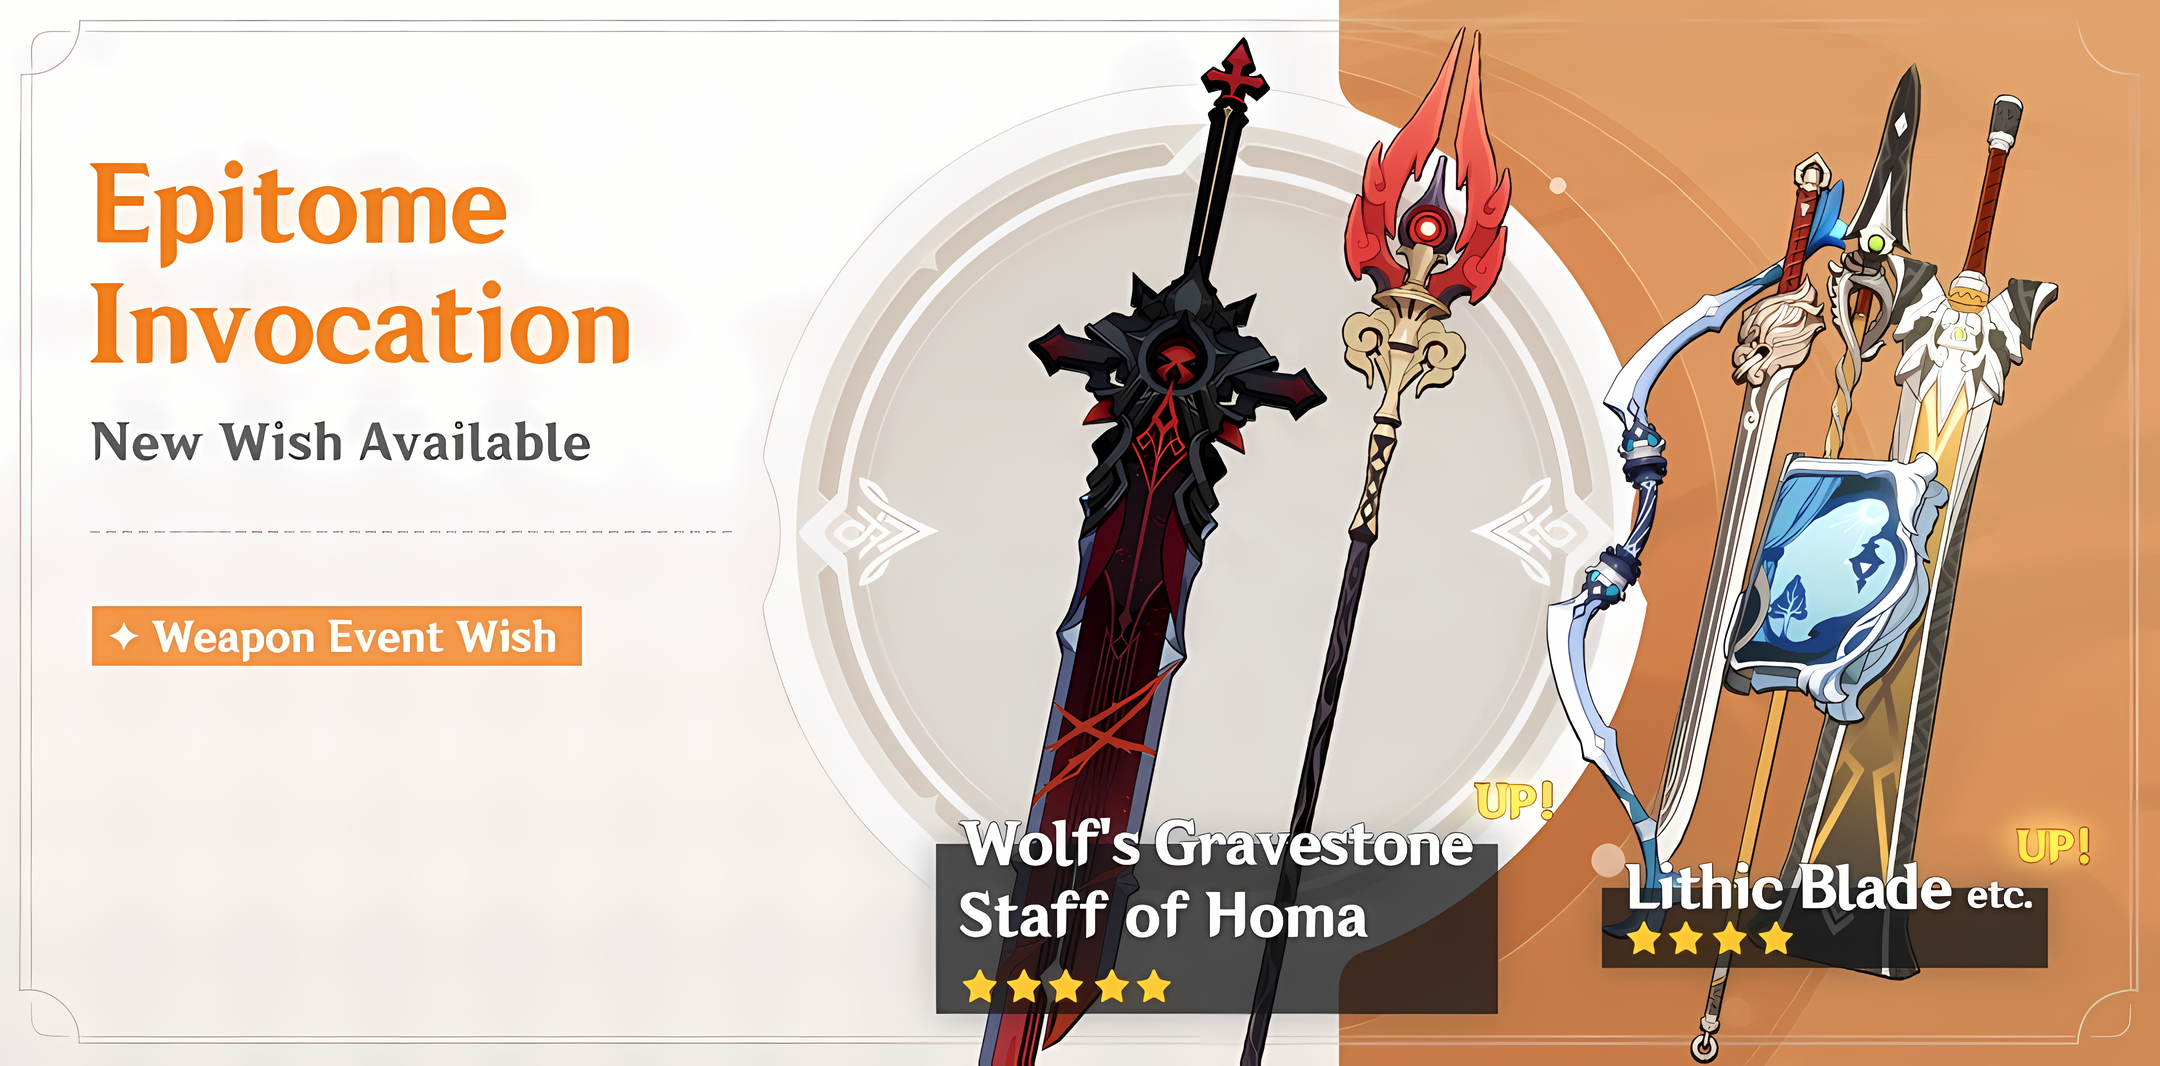 Epitome
Invocation
New Wish Available
Weapon Event Wish
UP!
Wolf's Gravestone
Staff of Homa
UP!
Lithic Blade etc.